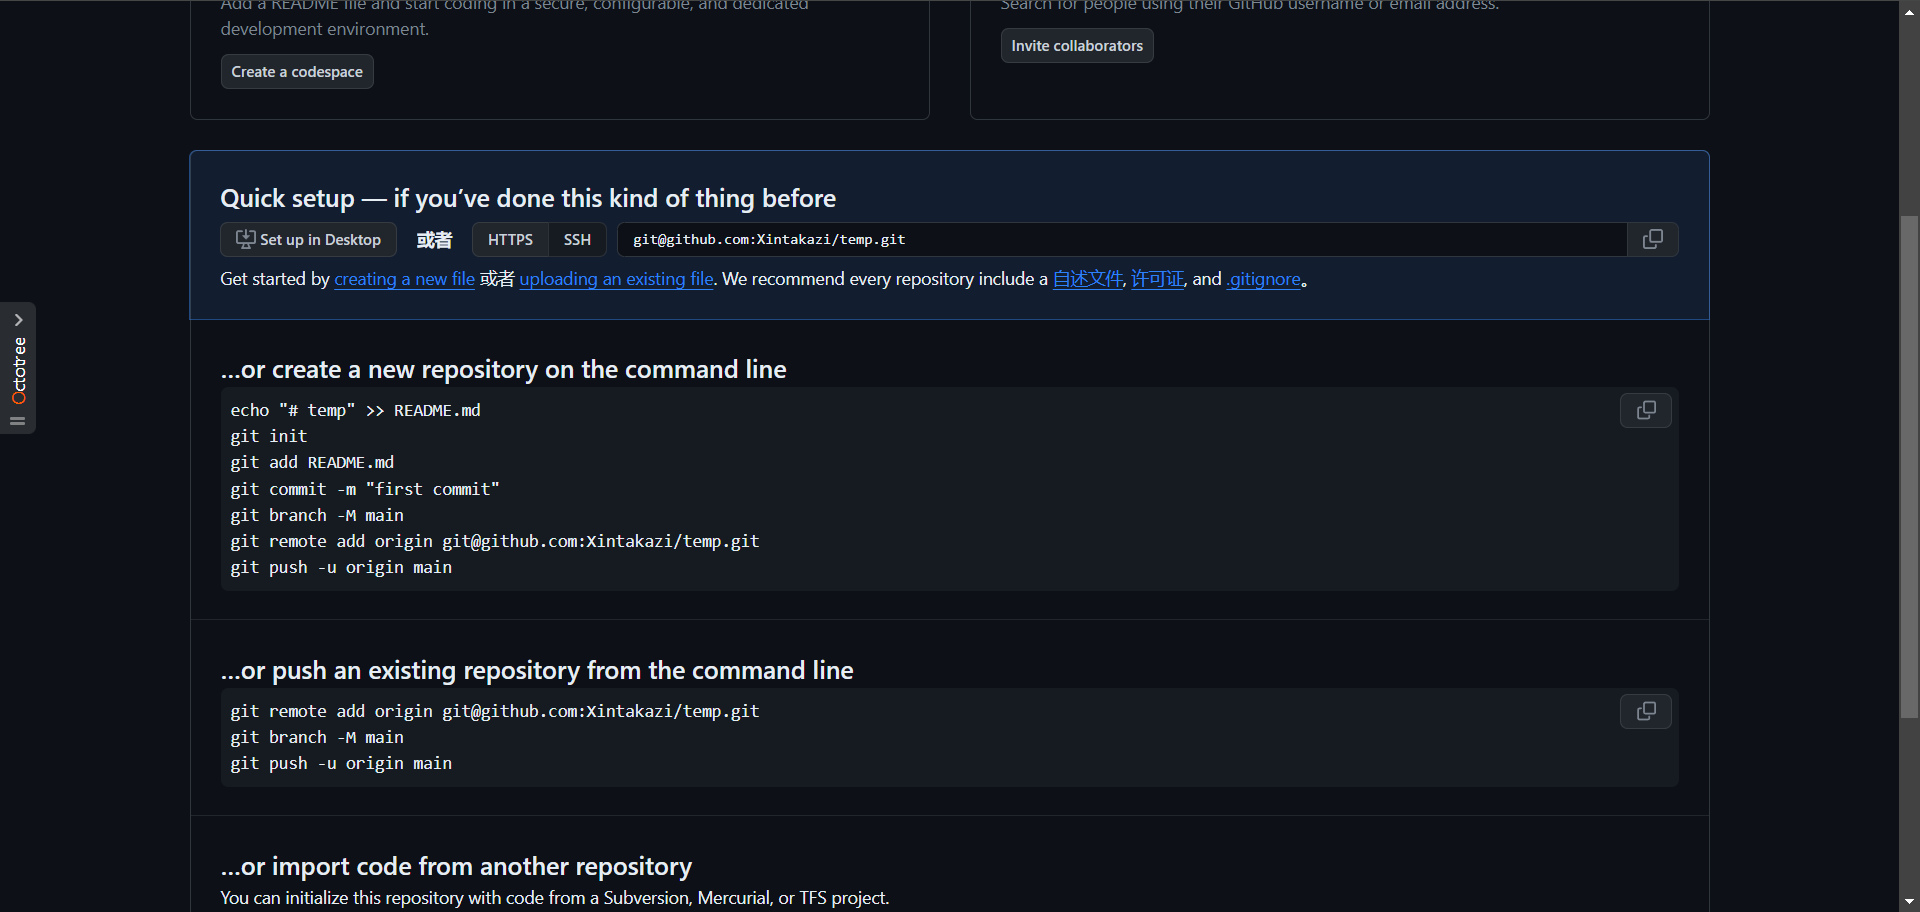 Add a README file and start coding in a secure, configurable, and dedicated
development environment.
Create a codespace
Search for people using their GitHub username or email address.
Invite collaborators
Quick setup — if you’ve done this kind of thing before
Set up in Desktop 或者 HTTPS SSH git@github.com:Xintakazi/temp.git
Get started by creating a new file 或者 uploading an existing file. We recommend every repository include a 自述文件, 许可证, and .gitignore。
Octotree
…or create a new repository on the command line
echo "# temp" >> README.md
git init
git add README.md
git commit -m "first commit"
git branch -M main
git remote add origin git@github.com:Xintakazi/temp.git
git push -u origin main
…or push an existing repository from the command line
git remote add origin git@github.com:Xintakazi/temp.git
git branch -M main
git push -u origin main
…or import code from another repository
You can initialize this repository with code from a Subversion, Mercurial, or TFS project.